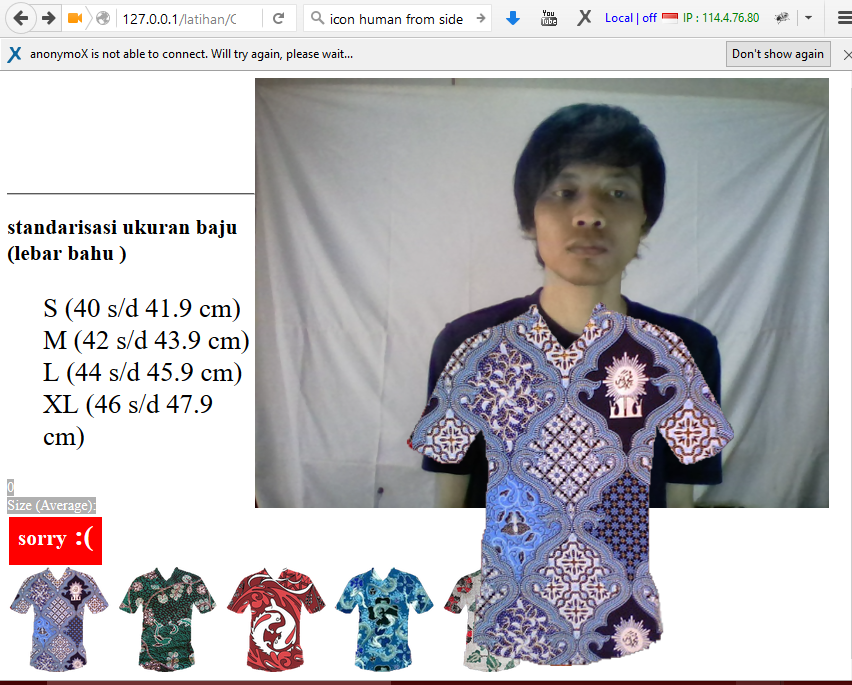 127.0.0.1/latihan/C
icon human from side
You
Tube
Local | off
IP : 114.4.76.80
anonymoX is not able to connect. Will try again, please wait...
Don't show again
standarisasi ukuran baju
(lebar bahu )
S (40 s/d 41.9 cm)
M (42 s/d 43.9 cm)
L (44 s/d 45.9 cm)
XL (46 s/d 47.9
cm)
0
Size (Average):
sorry :(